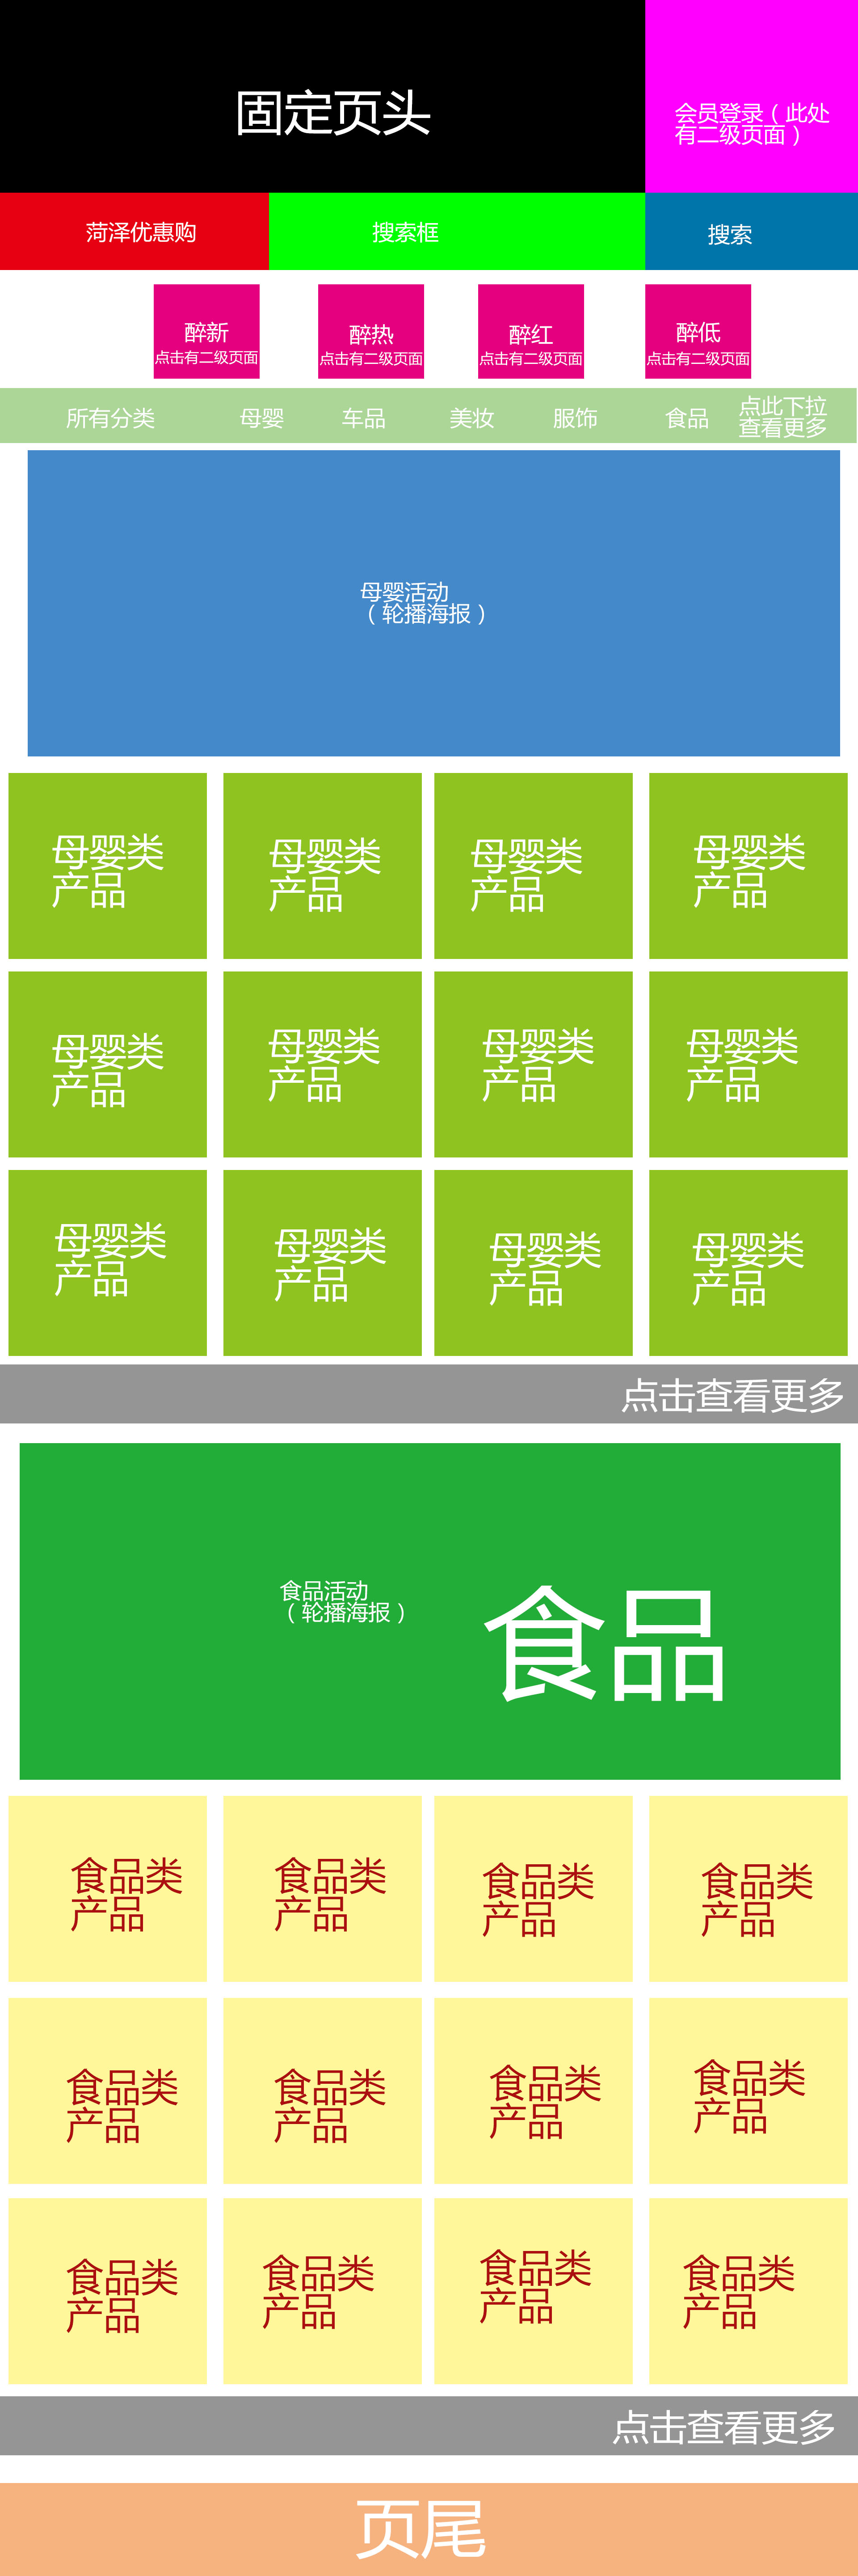 固定页头
会员登录（此处
有二级页面）
菏泽优惠购
搜索框
搜索
醉新
点击有二级页面
醉热
点击有二级页面
醉红
点击有二级页面
醉低
点击有二级页面
所有分类
母婴
车品
美妆
服饰
食品
点此下拉
查看更多
母婴活动
（轮播海报）
母婴类
产品
母婴类
产品
母婴类
产品
母婴类
产品
母婴类
产品
母婴类
产品
母婴类
产品
母婴类
产品
母婴类
产品
母婴类
产品
母婴类
产品
母婴类
产品
点击查看更多
食品活动
（轮播海报）
食品
食品类
产品
食品类
产品
食品类
产品
食品类
产品
食品类
产品
食品类
产品
食品类
产品
食品类
产品
食品类
产品
食品类
产品
食品类
产品
食品类
产品
点击查看更多
页尾